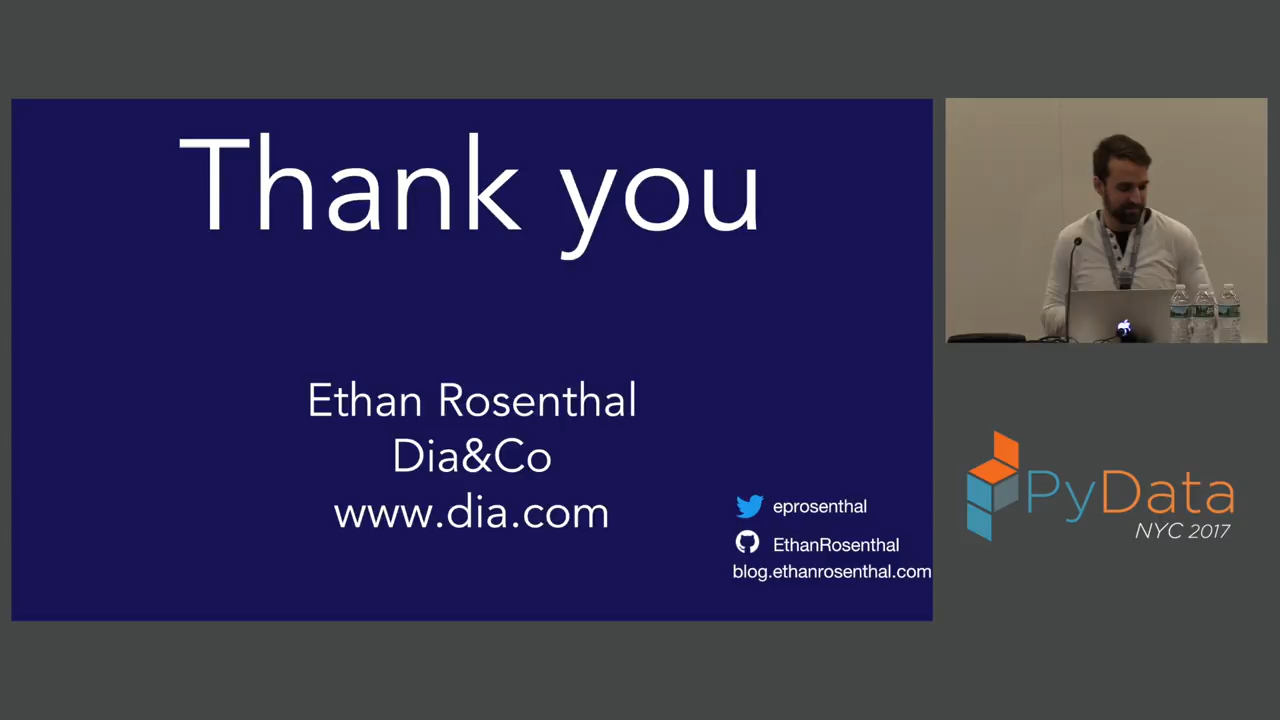 Thank you
Ethan Rosenthal
Dia&Co
www.dia.com
eprosenthal
EthanRosenthal
blog.ethanrosenthal.com
PyData
NYC 2017